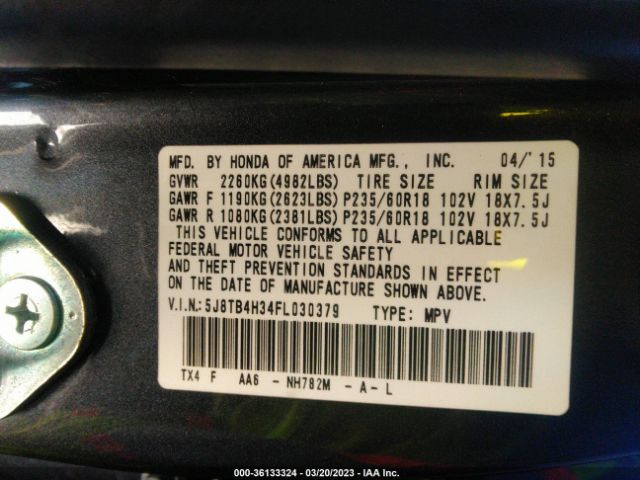 MFD. BY HONDA OF AMERICA MFG., INC. 04/'15
GVWR 2260KG(4982LBS) TIRE SIZE RIM SIZE
GAWR F 1190KG(2623LBS) P235/60R18 102V 18X7.5J
GAWR R 1080KG(2381LBS) P235/60R18 102V 18X7.5J
THIS VEHICLE CONFORMS TO ALL APPLICABLE
FEDERAL MOTOR VEHICLE SAFETY
AND THEFT PREVENTION STANDARDS IN EFFECT
ON THE DATE OF MANUFACTURE SHOWN ABOVE.
V.I.N.:5J8TB4H34FL030379 TYPE: MPV
TX4 F AA6 - NH782M - A - L
000-36133324 | 03/20/2023 | IAA Inc.